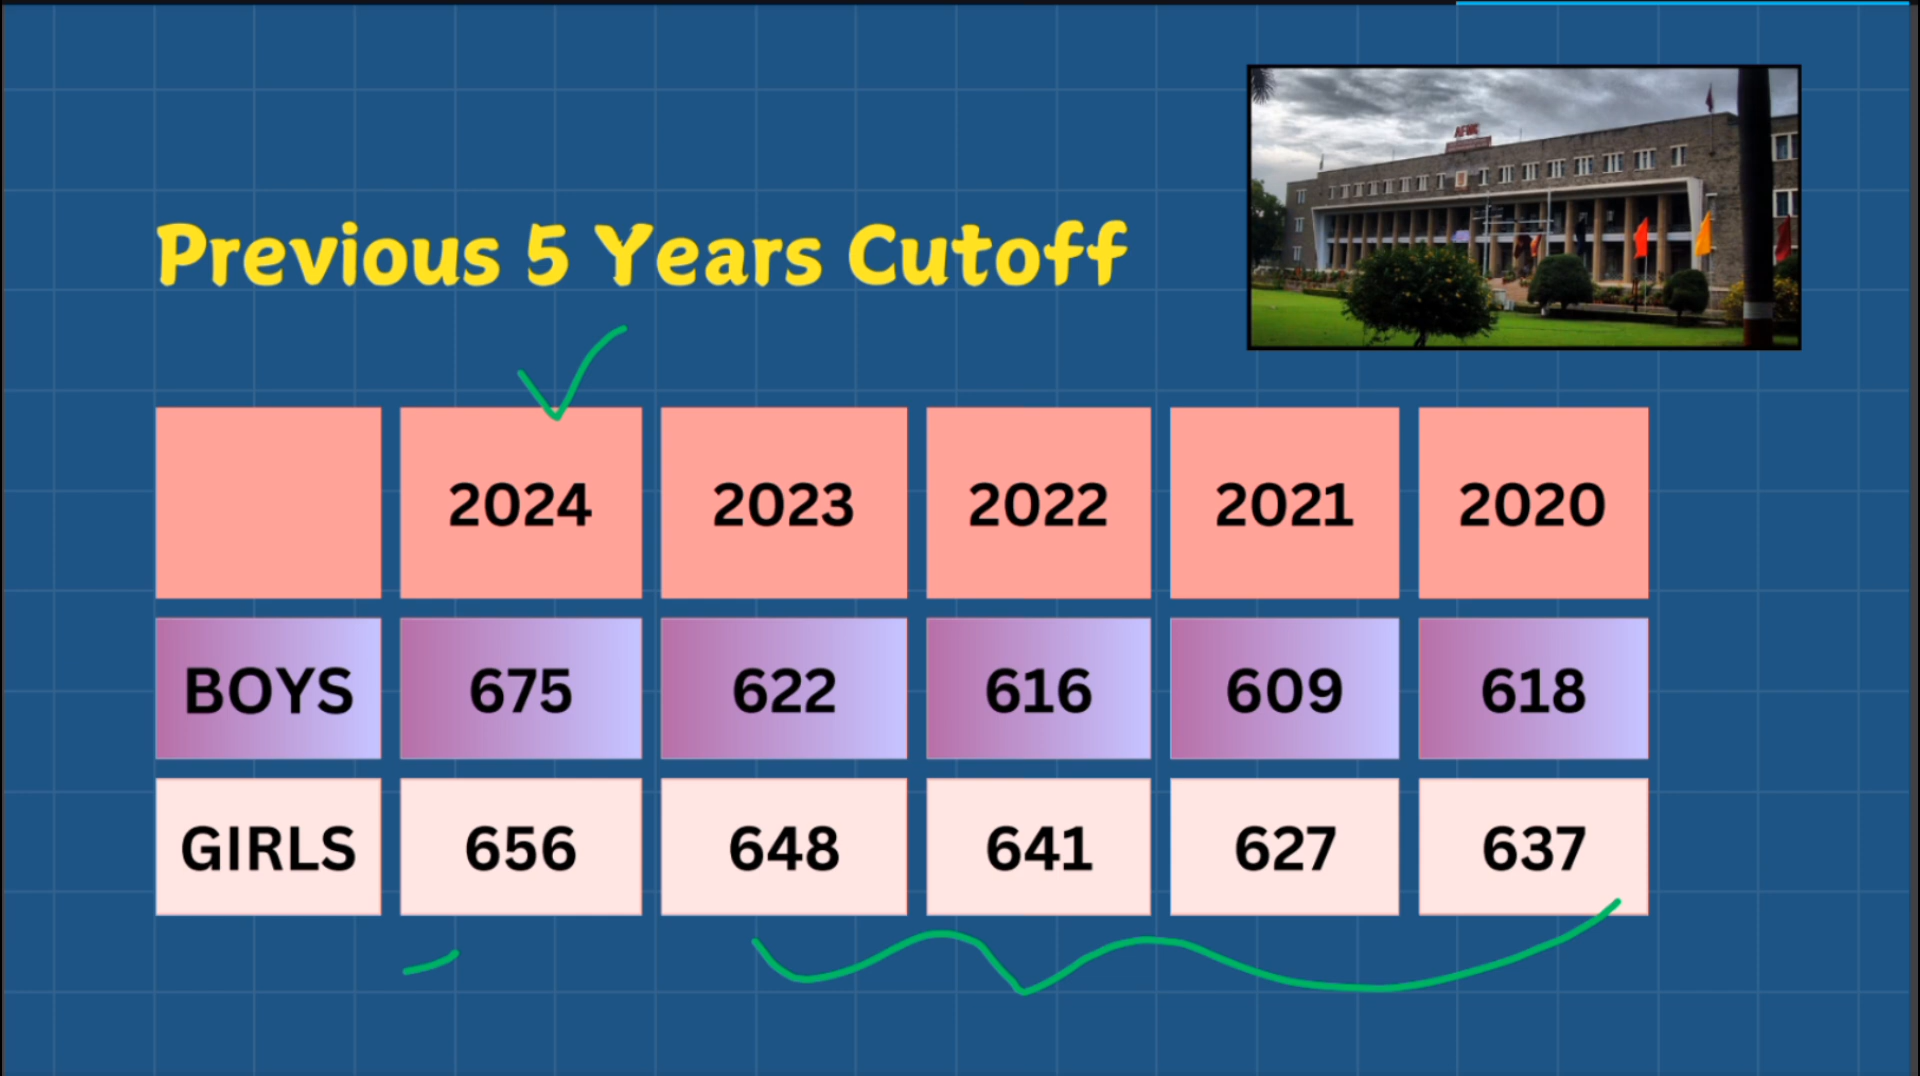 AFMC
Previous 5 Years Cutoff
2024 2023 2022 2021 2020
BOYS 675 622 616 609 618
GIRLS 656 648 641 627 637